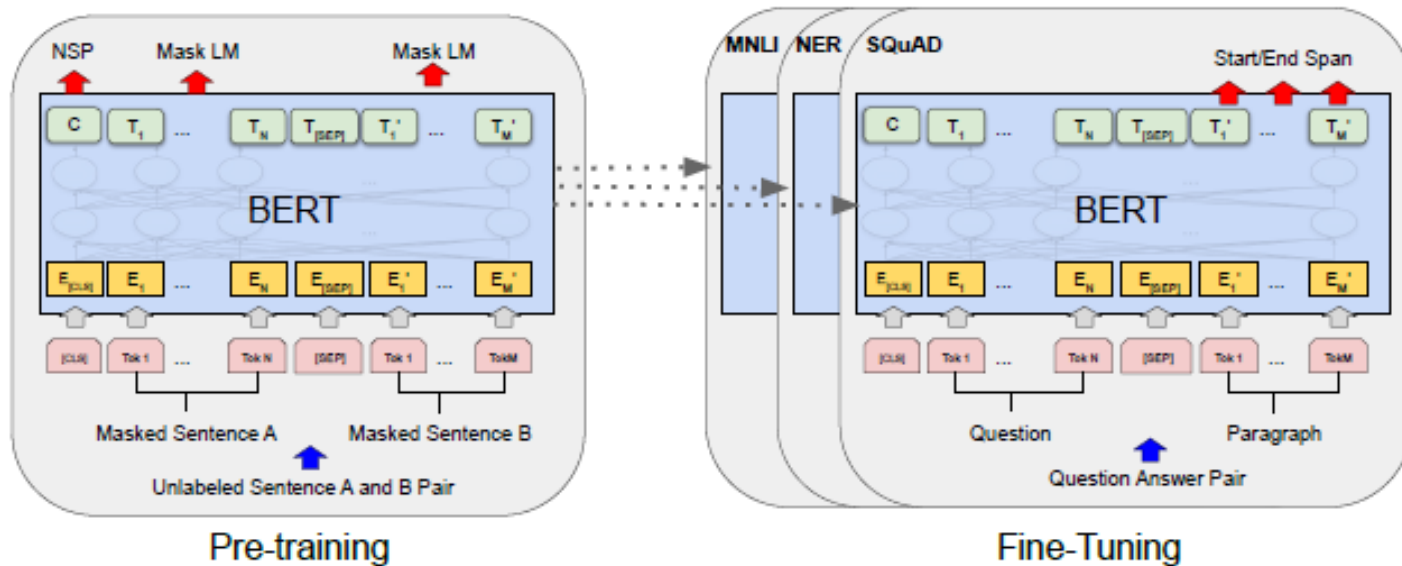 NSP Mask LM Mask LM
C T1 ... TN T[SEP] T1' ... TM'
...
...
BERT
E[CLS] E1 ... EN E[SEP] E1' ... EM'
[CLS] Tok 1 ... Tok N [SEP] Tok 1 ... TokM
Masked Sentence A Masked Sentence B
Unlabeled Sentence A and B Pair
Pre-training
MNLI NER SQuAD
Start/End Span
C T1 ... TN T[SEP] T1' ... TM'
...
...
BERT
E[CLS] E1 ... EN E[SEP] E1' ... EM'
[CLS] Tok 1 ... Tok N [SEP] Tok 1 ... TokM
Question Paragraph
Question Answer Pair
Fine-Tuning